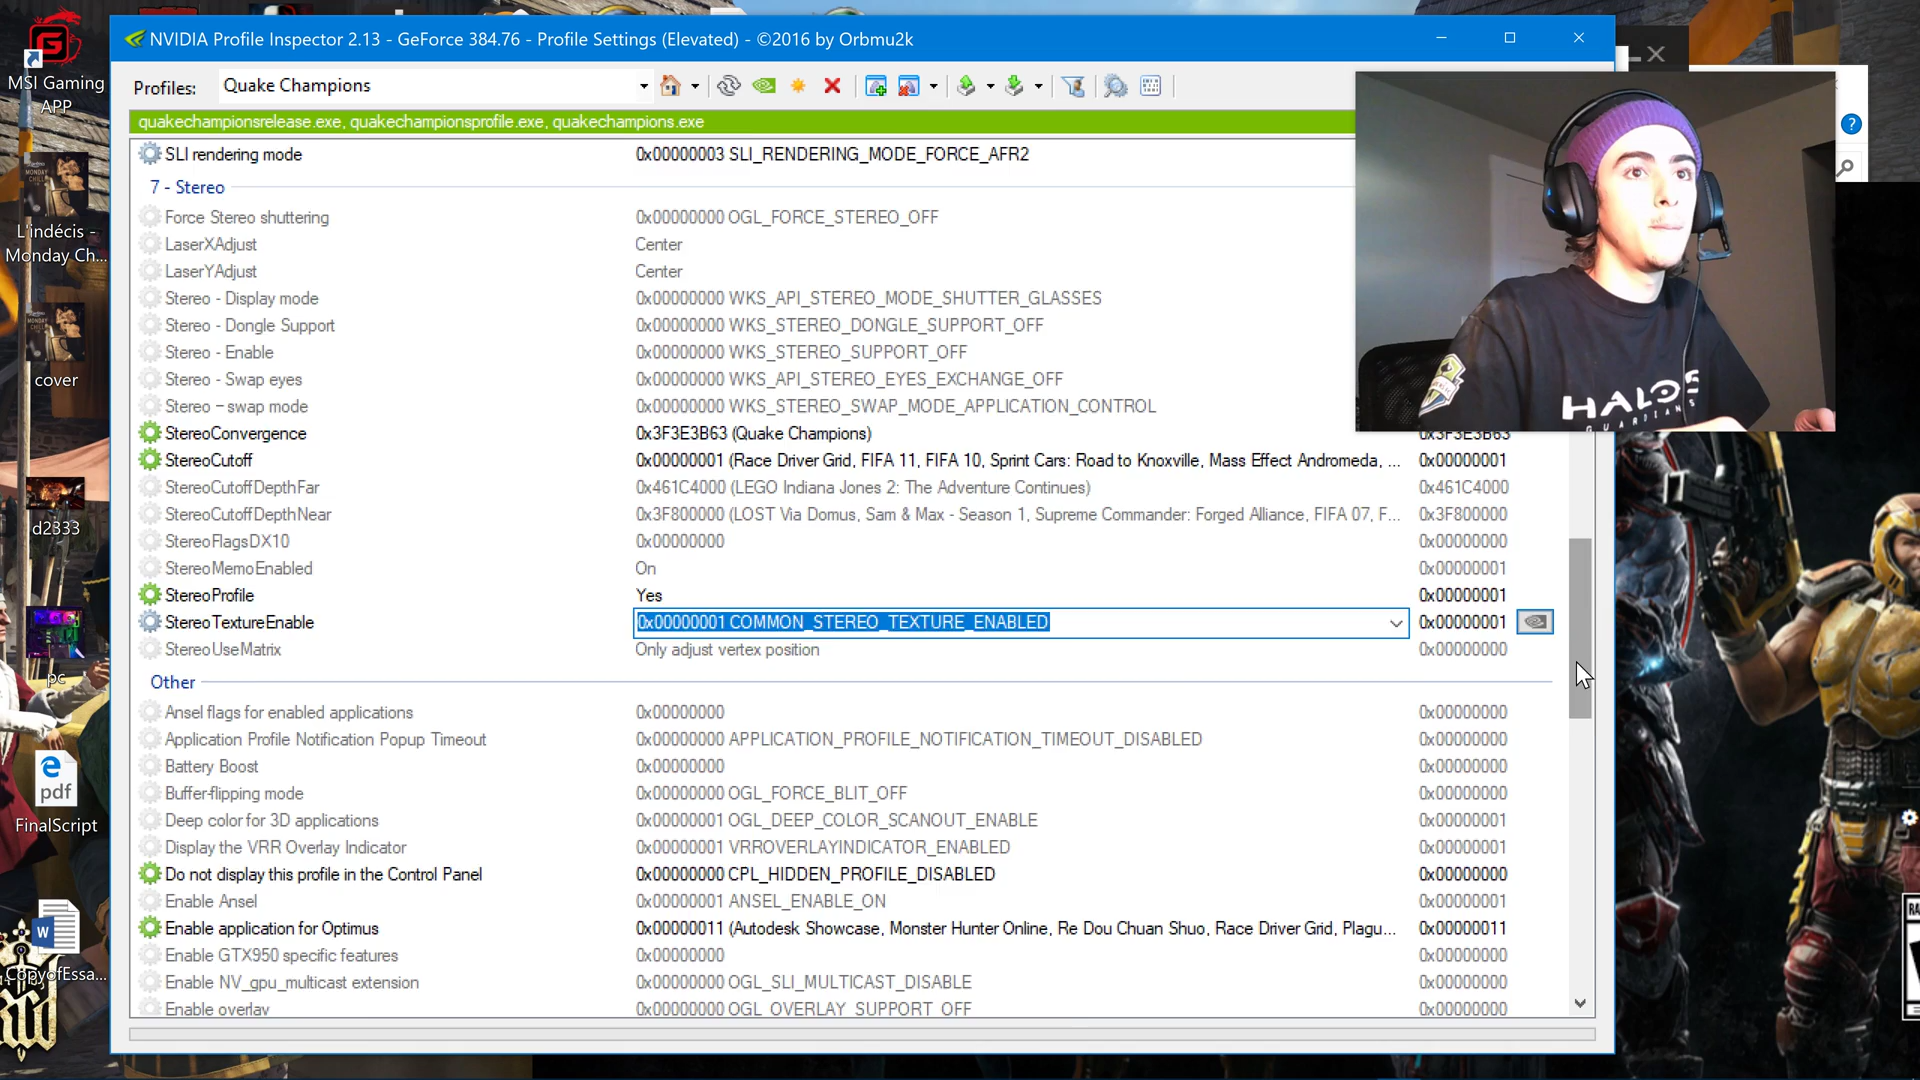 NVIDIA Profile Inspector 2.13 - GeForce 384.76 - Profile Settings (Elevated) - ©2016 by Orbmu2k
Profiles: Quake Champions
quakechampionsrelease.exe, quakechampionsprofile.exe, quakechampions.exe
SLI rendering mode 0x00000003 SLI_RENDERING_MODE_FORCE_AFR2
7 - Stereo
Force Stereo shuttering 0x00000000 OGL_FORCE_STEREO_OFF
LaserXAdjust Center
LaserYAdjust Center
Stereo - Display mode 0x00000000 WKS_API_STEREO_MODE_SHUTTER_GLASSES
Stereo - Dongle Support 0x00000000 WKS_STEREO_DONGLE_SUPPORT_OFF
Stereo - Enable 0x00000000 WKS_STEREO_SUPPORT_OFF
Stereo - Swap eyes 0x00000000 WKS_API_STEREO_EYES_EXCHANGE_OFF
Stereo – swap mode 0x00000000 WKS_STEREO_SWAP_MODE_APPLICATION_CONTROL
StereoConvergence 0x3F3E3B63 (Quake Champions) 0x3F3E3B63
StereoCutoff 0x00000001 (Race Driver Grid, FIFA 11, FIFA 10, Sprint Cars: Road to Knoxville, Mass Effect Andromeda, ... 0x00000001
StereoCutoffDepthFar 0x461C4000 (LEGO Indiana Jones 2: The Adventure Continues) 0x461C4000
StereoCutoffDepthNear 0x3F800000 (LOST Via Domus, Sam & Max - Season 1, Supreme Commander: Forged Alliance, FIFA 07, F... 0x3F800000
StereoFlagsDX10 0x00000000 0x00000000
StereoMemoEnabled On 0x00000001
StereoProfile Yes 0x00000001
StereoTextureEnable 0x00000001 COMMON_STEREO_TEXTURE_ENABLED 0x00000001
StereoUseMatrix Only adjust vertex position 0x00000000
Other
Ansel flags for enabled applications 0x00000000 0x00000000
Application Profile Notification Popup Timeout 0x00000000 APPLICATION_PROFILE_NOTIFICATION_TIMEOUT_DISABLED 0x00000000
Battery Boost 0x00000000 0x00000000
Buffer-flipping mode 0x00000000 OGL_FORCE_BLIT_OFF 0x00000000
Deep color for 3D applications 0x00000001 OGL_DEEP_COLOR_SCANOUT_ENABLE 0x00000001
Display the VRR Overlay Indicator 0x00000001 VRROVERLAYINDICATOR_ENABLED 0x00000001
Do not display this profile in the Control Panel 0x00000000 CPL_HIDDEN_PROFILE_DISABLED 0x00000000
Enable Ansel 0x00000001 ANSEL_ENABLE_ON 0x00000001
Enable application for Optimus 0x00000011 (Autodesk Showcase, Monster Hunter Online, Re Dou Chuan Shuo, Race Driver Grid, Plagu... 0x00000011
Enable GTX950 specific features 0x00000000 0x00000000
Enable NV_gpu_multicast extension 0x00000000 OGL_SLI_MULTICAST_DISABLE 0x00000000
Enable overlay 0x00000000 OGL_OVERLAY_SUPPORT_OFF 0x00000000
MSI Gaming
APP
L'indécis -
Monday Ch...
cover
d2333
pc
pdf
FinalScript
W
CopyofEssa...
HALO5
GUARDIANS
?